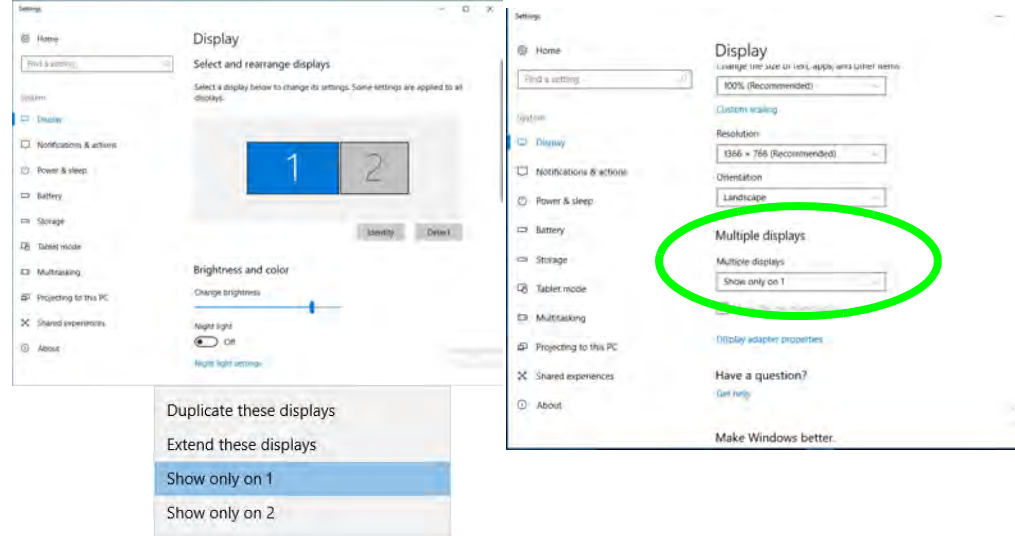 Settings
Home
Display
Find a setting
Select and rearrange displays
Select a display below to change its settings. Some settings are applied to all
displays.
System
Display
Notifications & actions
Power & sleep
Battery
Storage
Tablet mode
Multitasking
Projecting to this PC
Shared experiences
About
1
2
Identify
Detect
Brightness and color
Change brightness
Night light
Off
Night light settings
Settings
Home
Display
Change the size of text, apps, and other items
Find a setting
100% (Recommended)
Custom scaling
System
Display
Notifications & actions
Power & sleep
Battery
Storage
Tablet mode
Multitasking
Projecting to this PC
Shared experiences
About
Resolution
1366 × 768 (Recommended)
Orientation
Landscape
Multiple displays
Multiple displays
Show only on 1
Display adapter properties
Have a question?
Get help
Make Windows better.
Duplicate these displays
Extend these displays
Show only on 1
Show only on 2